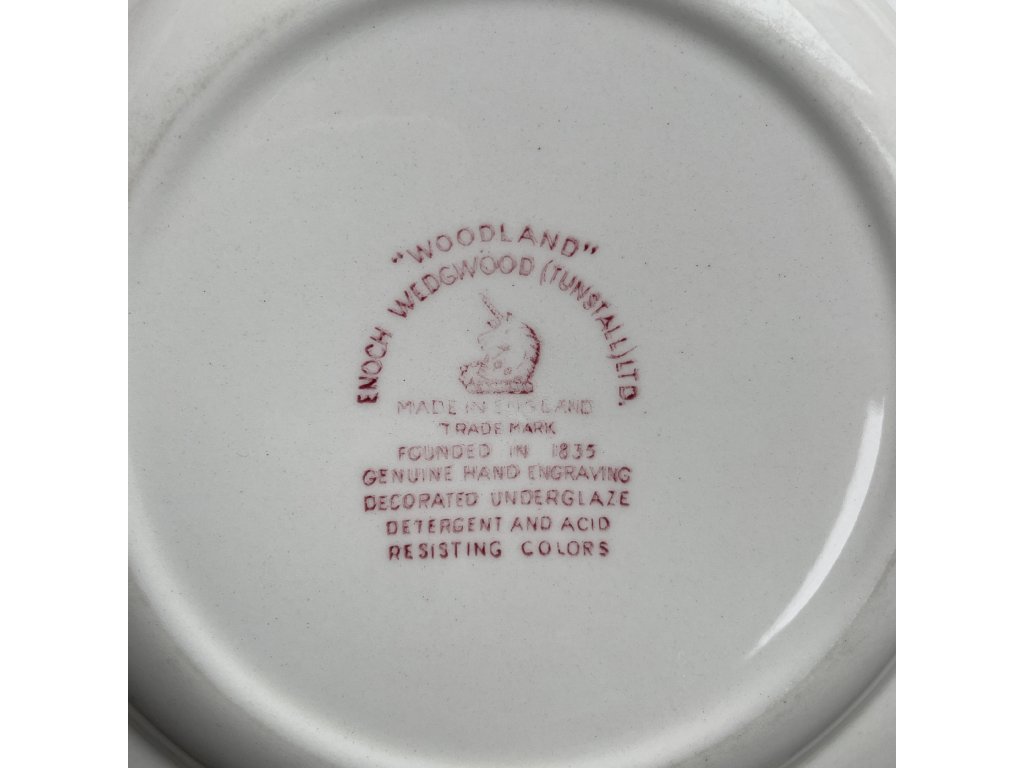 "WOODLAND"
ENOCH WEDGWOOD (TUNSTALL) LTD.
MADE IN ENGLAND
TRADE MARK
FOUNDED IN 1835
GENUINE HAND ENGRAVING
DECORATED UNDERGLAZE
DETERGENT AND ACID
RESISTING COLORS